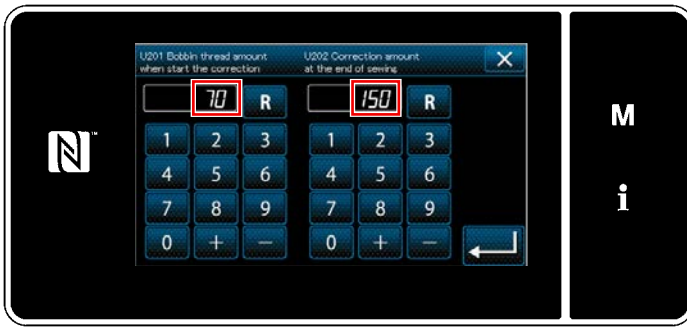 U201 Bobbin thread amount
when start the correction
U202 Correction amount
at the end of sewing
X
70 R 150 R
1 2 3 1 2 3
4 5 6 4 5 6
7 8 9 7 8 9
0 + − 0 + −
N™
M
i